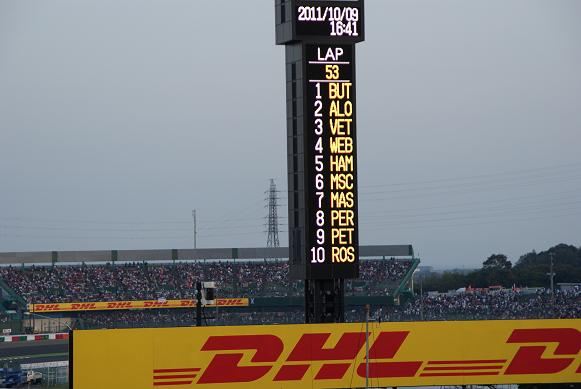 2011/10/09
16:41
LAP
53
1 BUT
2 ALO
3 VET
4 WEB
5 HAM
6 MSC
7 MAS
8 PER
9 PET
10 ROS
DHL DHL DHL DHL
DHL DHL